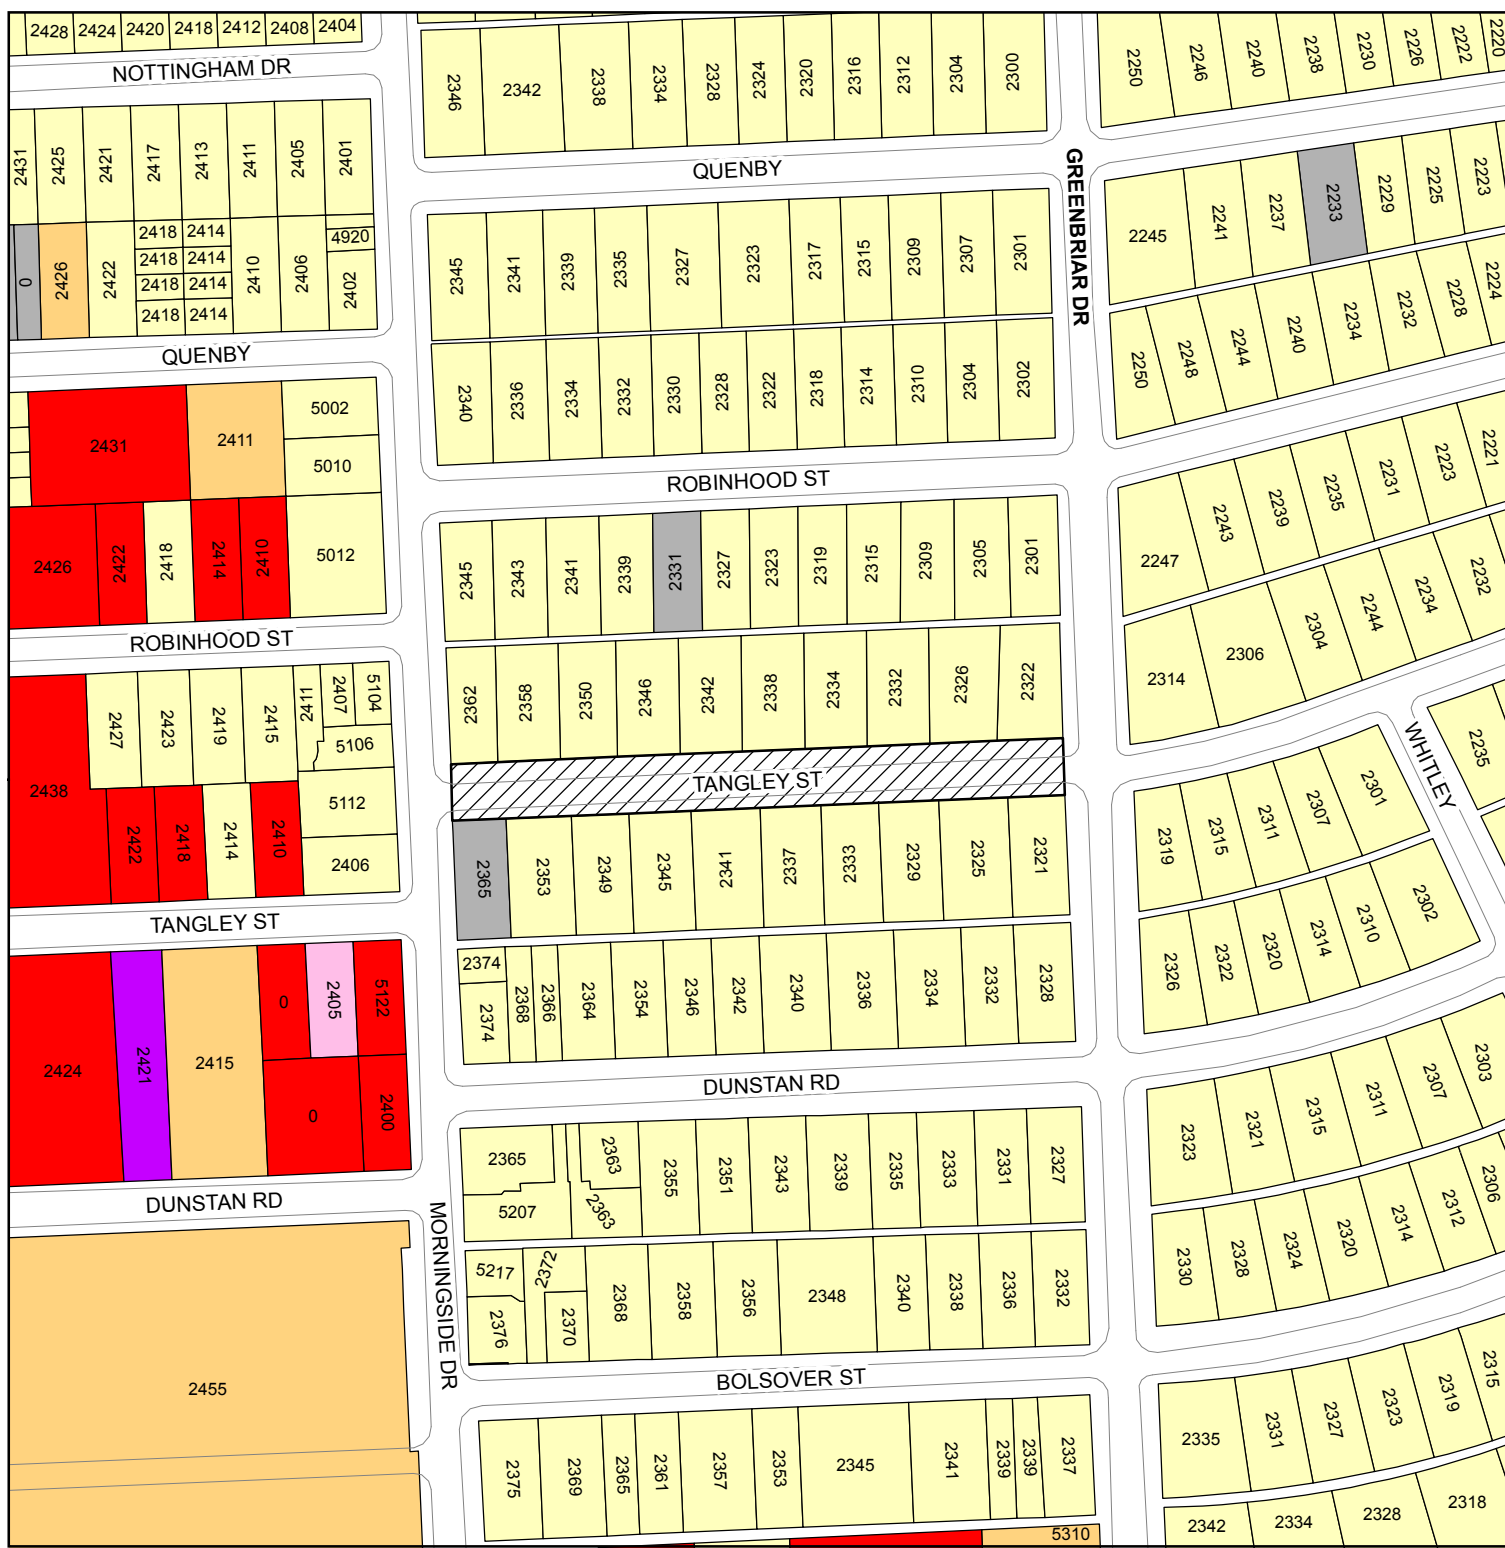 2428 2424 2420 2418 2412 2408 2404
NOTTINGHAM DR
2431 2425 2421 2417 2413 2411 2405 2401
0 2426 2422 2418 2414 2410 2406 4920
2418 2414
2418 2414
2418 2414
2402
QUENBY
2431 2411 5002
5010
2426 2422 2418 2414 2410 5012
ROBINHOOD ST
2438 2427 2423 2419 2415 2411 2407 5104
5106
2422 2418 2414 2410 5112
2406
TANGLEY ST
2424 2421 2415 0 2405 5122
0 2400
DUNSTAN RD
2455
MORNINGSIDE DR
2346 2342 2338 2334 2328 2324 2320 2316 2312 2304 2300
QUENBY
2345 2341 2339 2335 2327 2323 2317 2315 2309 2307 2301
2340 2336 2334 2332 2330 2328 2322 2318 2314 2310 2304 2302
ROBINHOOD ST
2345 2343 2341 2339 2331 2327 2323 2319 2315 2309 2305 2301
2362 2358 2350 2346 2342 2338 2334 2332 2326 2322
TANGLEY ST
2365 2353 2349 2345 2341 2337 2333 2329 2325 2321
2374 2374 2368 2366 2364 2354 2346 2342 2340 2336 2334 2332 2328
DUNSTAN RD
2365 2363 2355 2351 2343 2339 2335 2333 2331 2327
5207 2363
5217 2372 2368 2358 2356 2348 2340 2338 2336 2332
2376 2370
BOLSOVER ST
2375 2369 2365 2361 2357 2353 2345 2341 2339 2339 2337
5310
GREENBRIAR DR
2250 2246 2240 2238 2230 2226 2222 2220
2245 2241 2237 2233 2229 2225 2223
2250 2248 2244 2240 2234 2232 2228 2224
2247 2243 2239 2235 2231 2223 2221
2314 2306 2304 2244 2234 2232
WHITLEY
2235
2319 2315 2311 2307 2301
2326 2322 2320 2314 2310 2302
2323 2321 2315 2311 2307 2303
2330 2328 2324 2320 2314 2312 2306
2335 2331 2327 2323 2319 2315
2342 2334 2328 2318